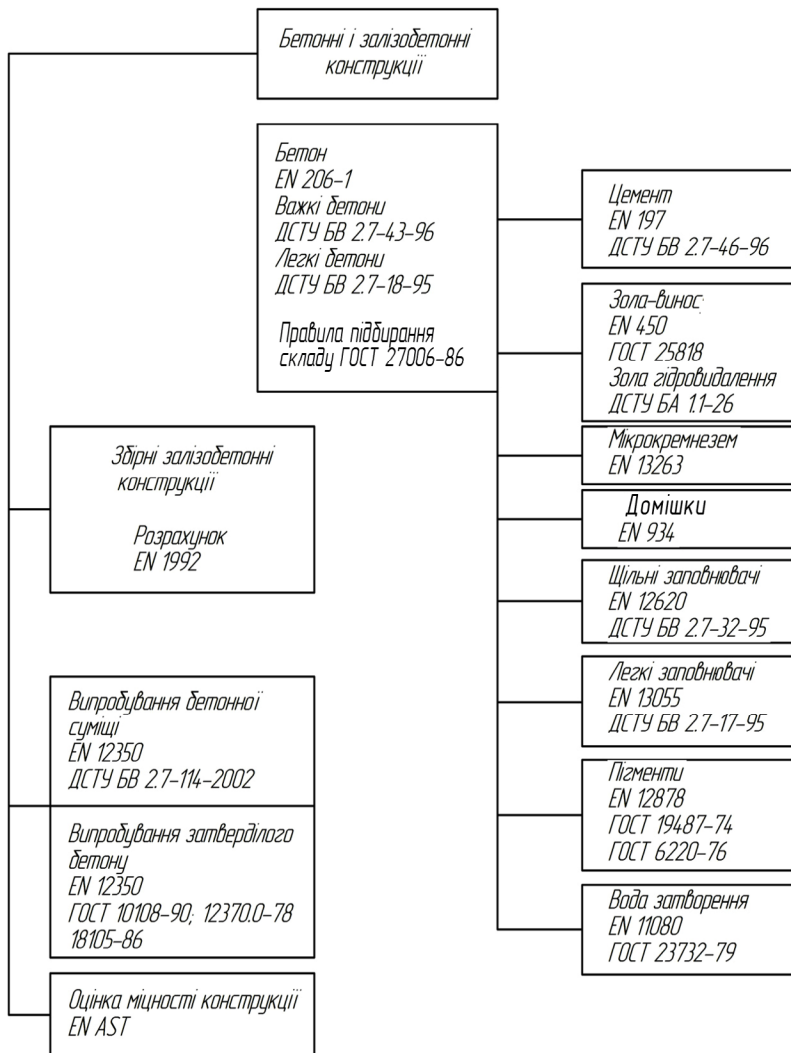 Бетонні і залізобетонні
конструкції
Бетон
EN 206-1
Важкі бетони
ДСТУ БВ 2.7-43-96
Легкі бетони
ДСТУ БВ 2.7-18-95
Правила підбирання
складу ГОСТ 27006-86
Збірні залізобетонні
конструкції
Розрахунок
EN 1992
Випробування бетонної
суміщі
EN 12350
ДСТУ БВ 2.7-114-2002
Випробування затверділого
бетону
EN 12350
ГОСТ 10108-90; 12370.0-78
18105-86
Оцінка міцності конструкції
EN AST
Цемент
EN 197
ДСТУ БВ 2.7-46-96
Зола-винос
EN 450
ГОСТ 25818
Зола гідровидалення
ДСТУ БА 1.1-26
Мікрокремнезем
EN 13263
Домішки
EN 934
Щільні заповнювачі
EN 12620
ДСТУ БВ 2.7-32-95
Легкі заповнювачі
EN 13055
ДСТУ БВ 2.7-17-95
Пігменти
EN 12878
ГОСТ 19487-74
ГОСТ 6220-76
Вода затворення
EN 11080
ГОСТ 23732-79